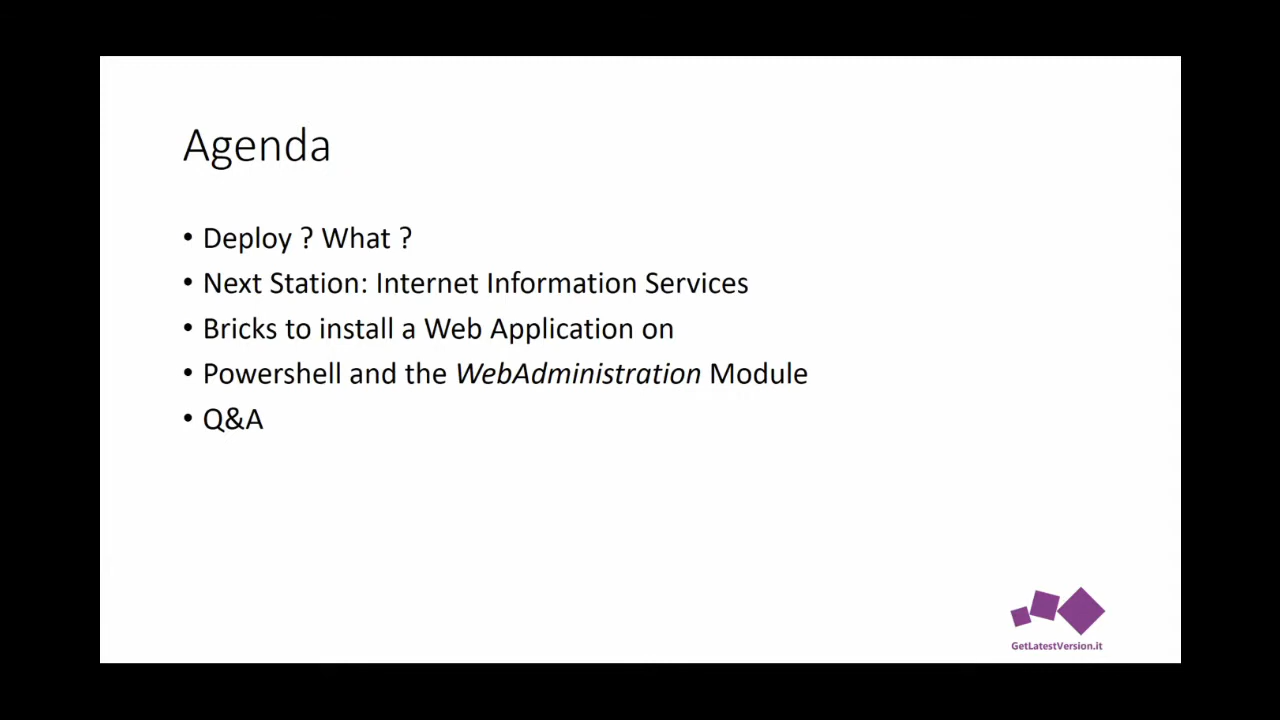 Agenda
• Deploy ? What ?
• Next Station: Internet Information Services
• Bricks to install a Web Application on
• Powershell and the WebAdministration Module
• Q&A
GetLatestVersion.it